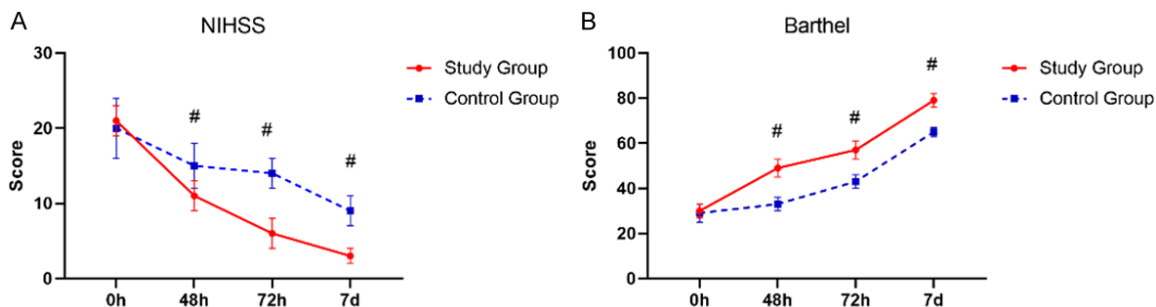 A
NIHSS
Score
30
20
10
0
#
#
#
0h
48h
72h
7d
Study Group
Control Group
B
Barthel
Score
100
80
60
40
20
0
#
#
#
0h
48h
72h
7d
Study Group
Control Group